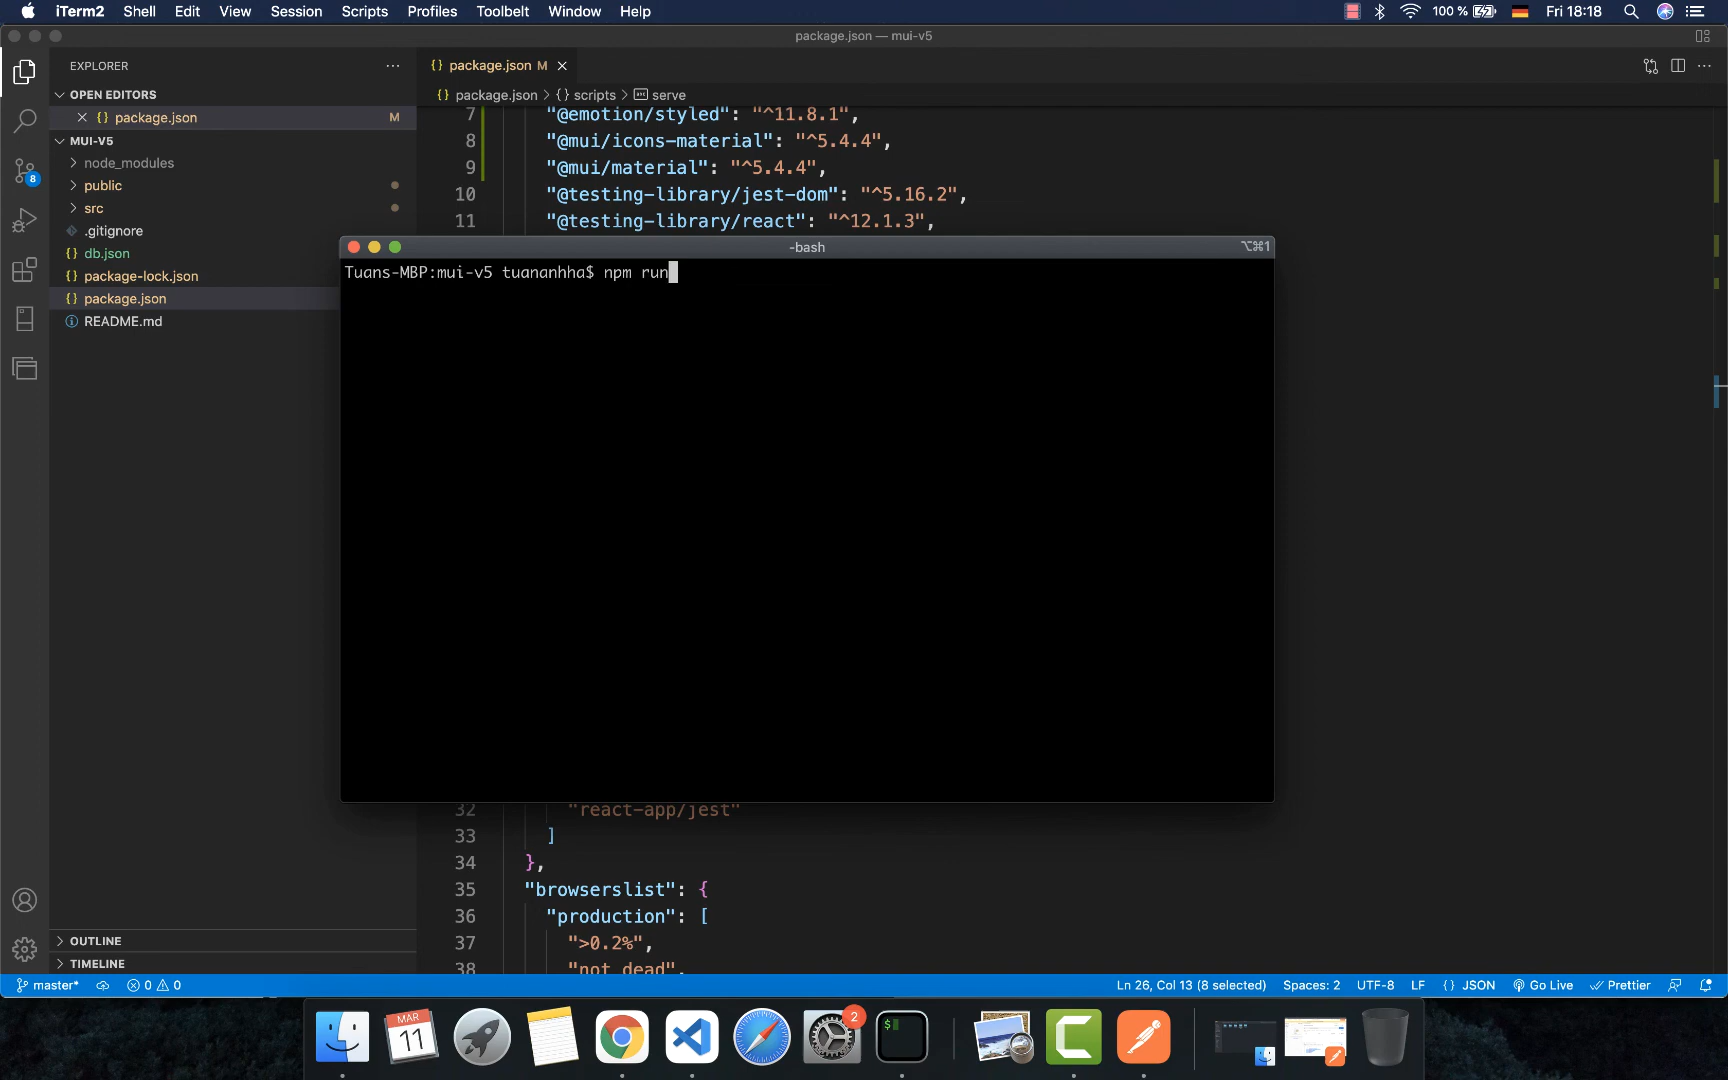 iTerm2 Shell Edit View Session Scripts Profiles Toolbelt Window Help 100 % Fri 18:18
package.json — mui-v5
EXPLORER
package.json M
OPEN EDITORS
package.json > {} scripts > serve
{} package.json M
7 "@emotion/styled": "^11.8.1",
MUI-V5
8 "@mui/icons-material": "^5.4.4",
node_modules
9 "@mui/material": "^5.4.4",
public
10 "@testing-library/jest-dom": "^5.16.2",
src
11 "@testing-library/react": "^12.1.3",
.gitignore
-bash
⌥⌘1
{} db.json
Tuans-MBP:mui-v5 tuananhha$ npm run
{} package-lock.json
{} package.json
README.md
8
32 "react-app/jest"
33 ]
34 },
35 "browserslist": {
36 "production": [
37 ">0.2%",
38 "not dead",
OUTLINE
TIMELINE
master* 0 0 Ln 26, Col 13 (8 selected) Spaces: 2 UTF-8 LF {} JSON Go Live Prettier
MAR
11
2
$